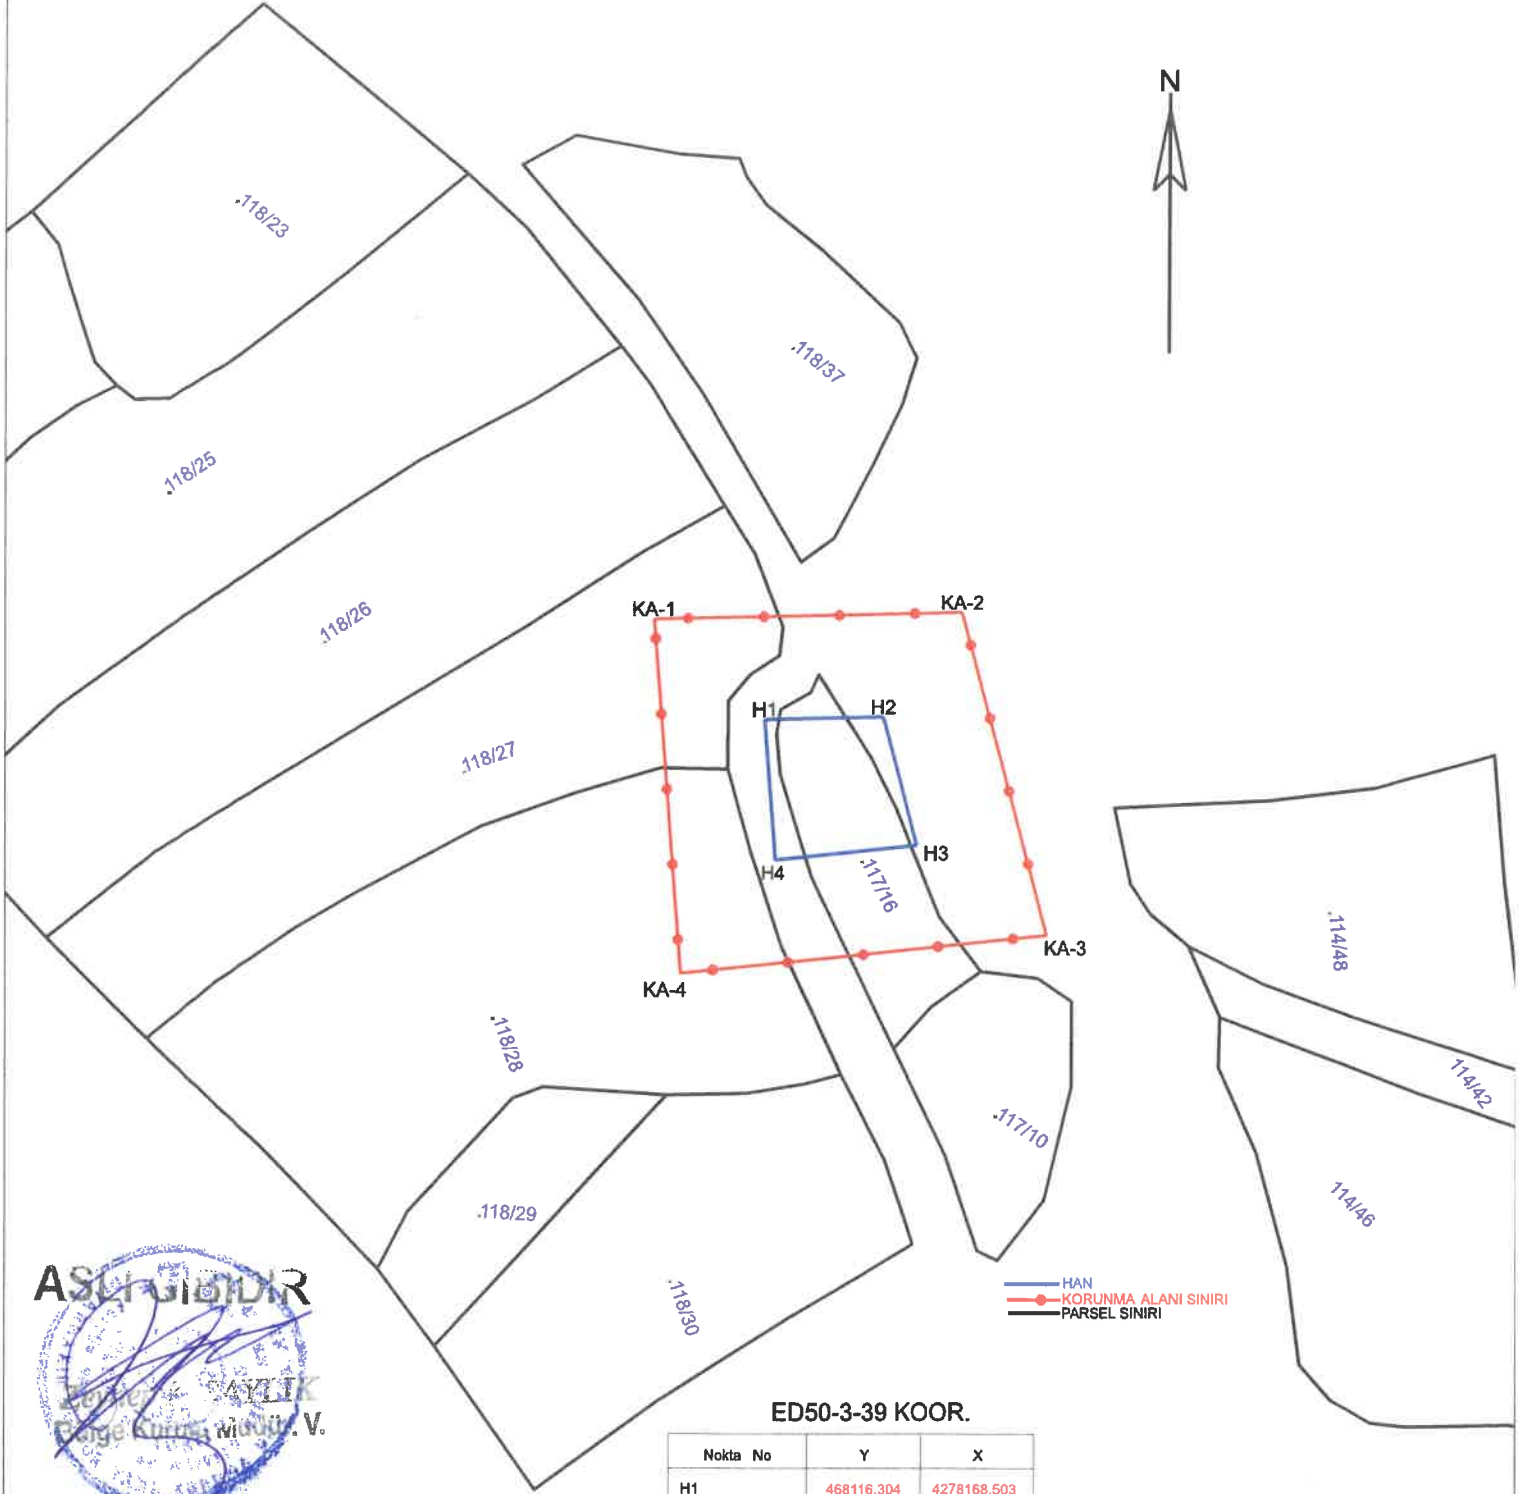 N
.118/23
.118/37
.118/25
.118/26
KA-1
KA-2
H1
H2
.118/27
H3
H4
.117/16
.114/48
KA-3
KA-4
.118/28
114/42
.117/10
114/46
.118/29
ASLI GİBİDİR
.118/30
HAN
KORUNMA ALANI SINIRI
PARSEL SINIRI
V.
ED50-3-39 KOOR.
Nokta No Y X
H1 468116.304 4278168.503